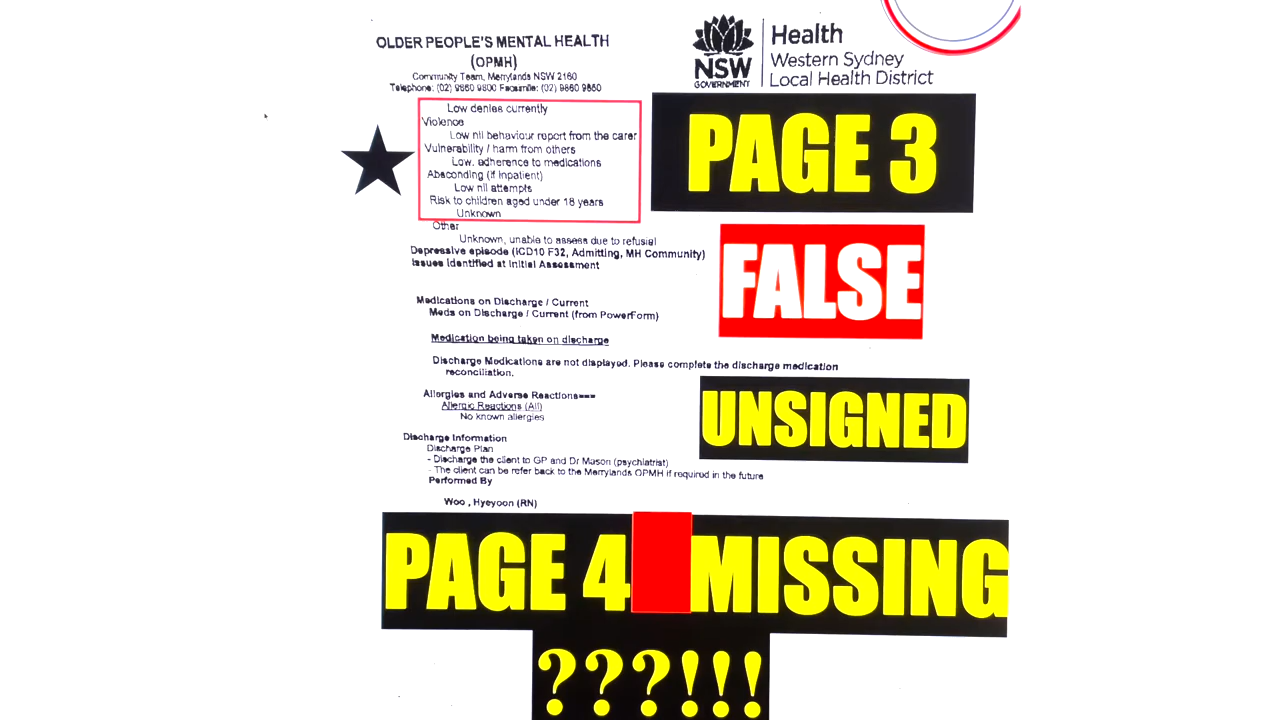 OLDER PEOPLE'S MENTAL HEALTH
(OPMH)
Community Team, Merrylands NSW 2160
Telephone: (02) 9860 9800 Facsimile: (02) 9860 9850
NSW
GOVERNMENT
Health
Western Sydney
Local Health District
Low denies currently
Violence
Low nil behaviour report from the carer
Vulnerability / harm from others
Low, adherence to medications
Absconding (if inpatient)
Low nil attempts
Risk to children aged under 18 years
Unknown
Other
Unknown, unable to assess due to refusial
Depressive episode (ICD10 F32, Admitting, MH Community)
Issues Identified at Initial Assessment
Medications on Discharge / Current
Meds on Discharge / Current (from PowerForm)
Medication being taken on discharge
Discharge Medications are not displayed. Please complete the discharge medication
reconciliation.
Allergies and Adverse Reactions===
Allergic Reactions (All)
No known allergies
Discharge Information
Discharge Plan
- Discharge the client to GP and Dr Mason (psychiatrist)
- The client can be refer back to the Merrylands OPMH if required in the future
Performed By
Woo , Hyeyoon (RN)
PAGE 3
FALSE
UNSIGNED
PAGE 4 MISSING
???!!!